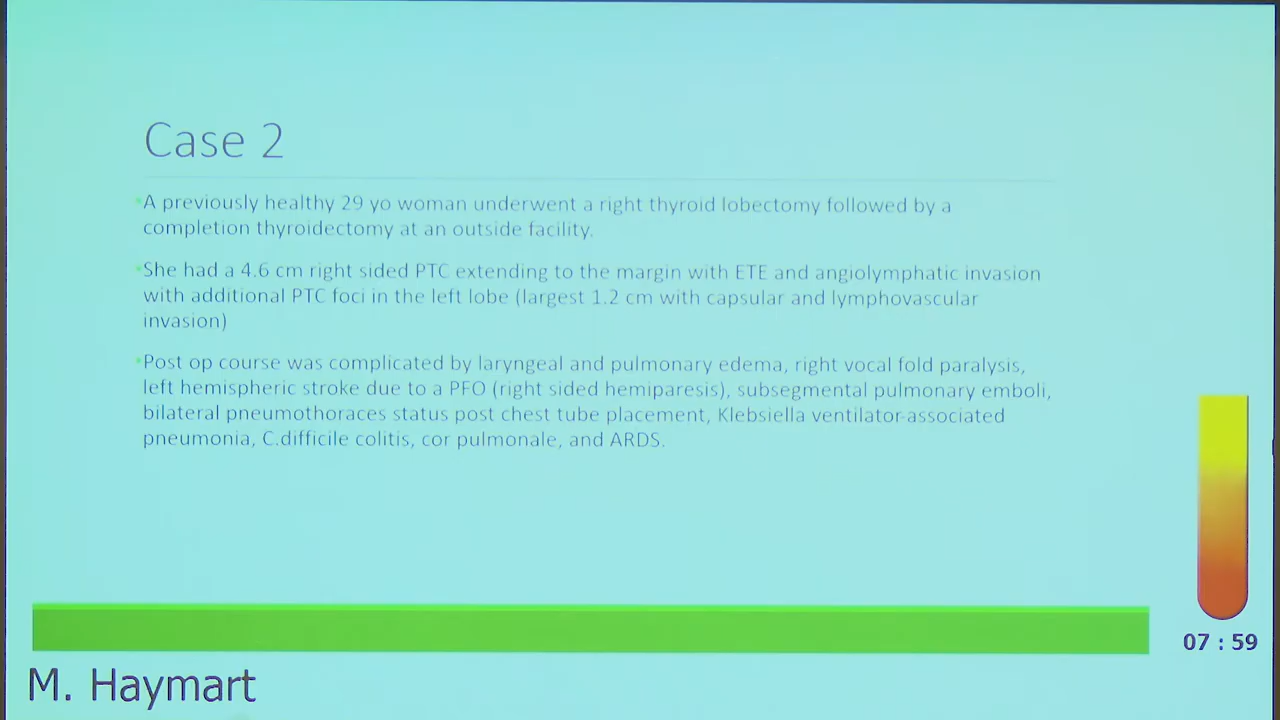 Case 2
•A previously healthy 29 yo woman underwent a right thyroid lobectomy followed by a
completion thyroidectomy at an outside facility.
•She had a 4.6 cm right sided PTC extending to the margin with ETE and angiolymphatic invasion
with additional PTC foci in the left lobe (largest 1.2 cm with capsular and lymphovascular
invasion)
•Post op course was complicated by laryngeal and pulmonary edema, right vocal fold paralysis,
left hemispheric stroke due to a PFO (right sided hemiparesis), subsegmental pulmonary emboli,
bilateral pneumothoraces status post chest tube placement, Klebsiella ventilator-associated
pneumonia, C.difficile colitis, cor pulmonale, and ARDS.
07 : 59
M. Haymart